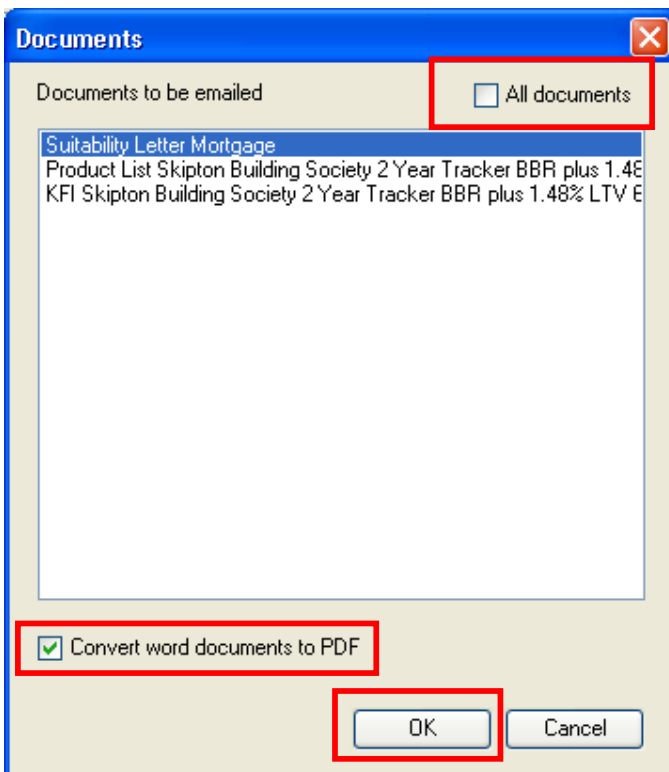 Documents
Documents to be emailed
All documents
Suitability Letter Mortgage
Product List Skipton Building Society 2 Year Tracker BBR plus 1.48
KFI Skipton Building Society 2 Year Tracker BBR plus 1.48% LTV
Convert word documents to PDF
OK
Cancel